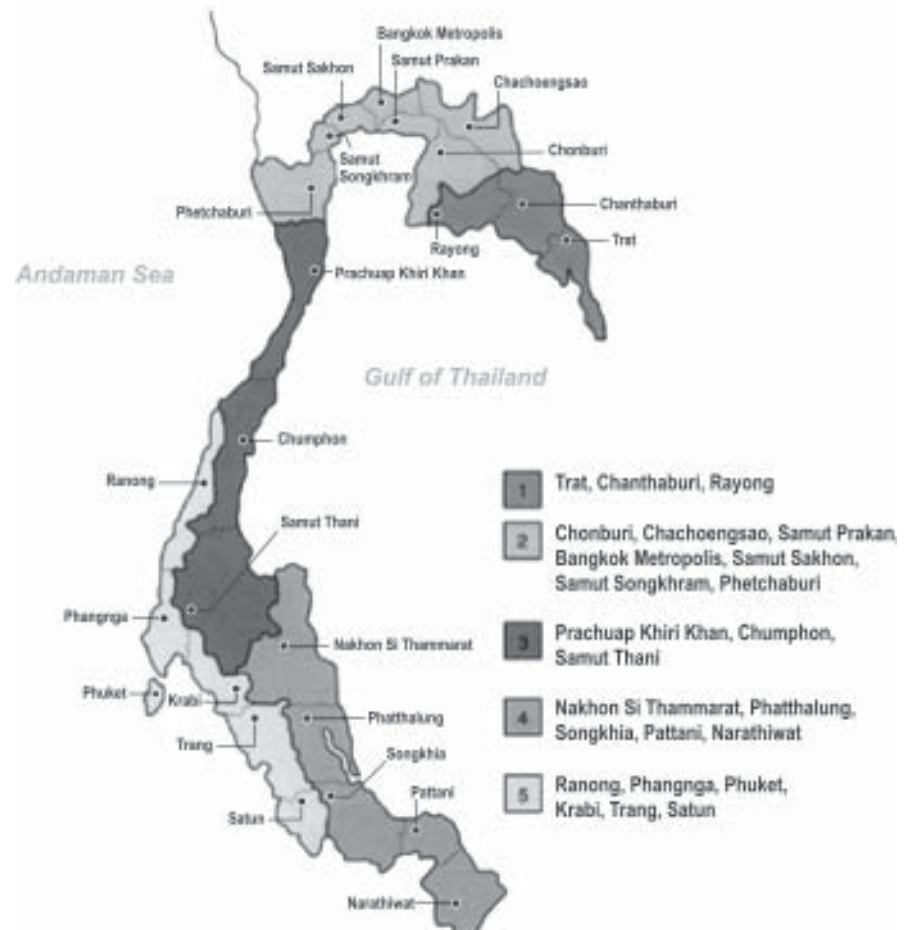 Bangkok Metropolis
Samut Sakhon
Samut Prakan
Chachoengsao
Samut
Songkhram
Chonburi
Phetchaburi
Chanthaburi
Rayong
Trat
Andaman Sea
Prachuap Khiri Khan
Gulf of Thailand
Chumphon
Ranong
Samut Thani
Phangnga
Nakhon Si Thammarat
Phuket
Krabi
Phatthalung
Trang
Songkhia
Pattani
Satun
Narathiwat
1 Trat, Chanthaburi, Rayong
2 Chonburi, Chachoengsao, Samut Prakan,
Bangkok Metropolis, Samut Sakhon,
Samut Songkhram, Phetchaburi
3 Prachuap Khiri Khan, Chumphon,
Samut Thani
4 Nakhon Si Thammarat, Phatthalung,
Songkhia, Pattani, Narathiwat
5 Ranong, Phangnga, Phuket,
Krabi, Trang, Satun